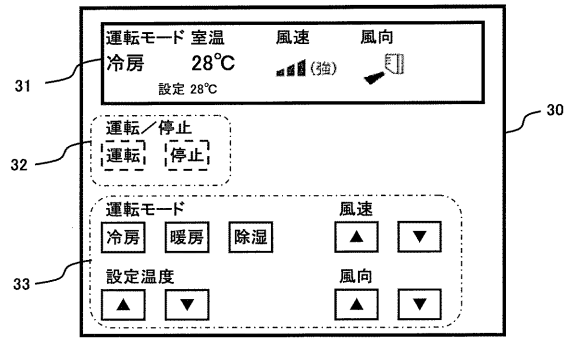 運転モード 室温 風速 風向
冷房 28℃ (強)
設定 28℃
31
30
運転/停止
運転 停止
32
運転モード 風速
冷房 暖房 除湿 ▲ ▼
33
設定温度 風向
▲ ▼ ▲ ▼